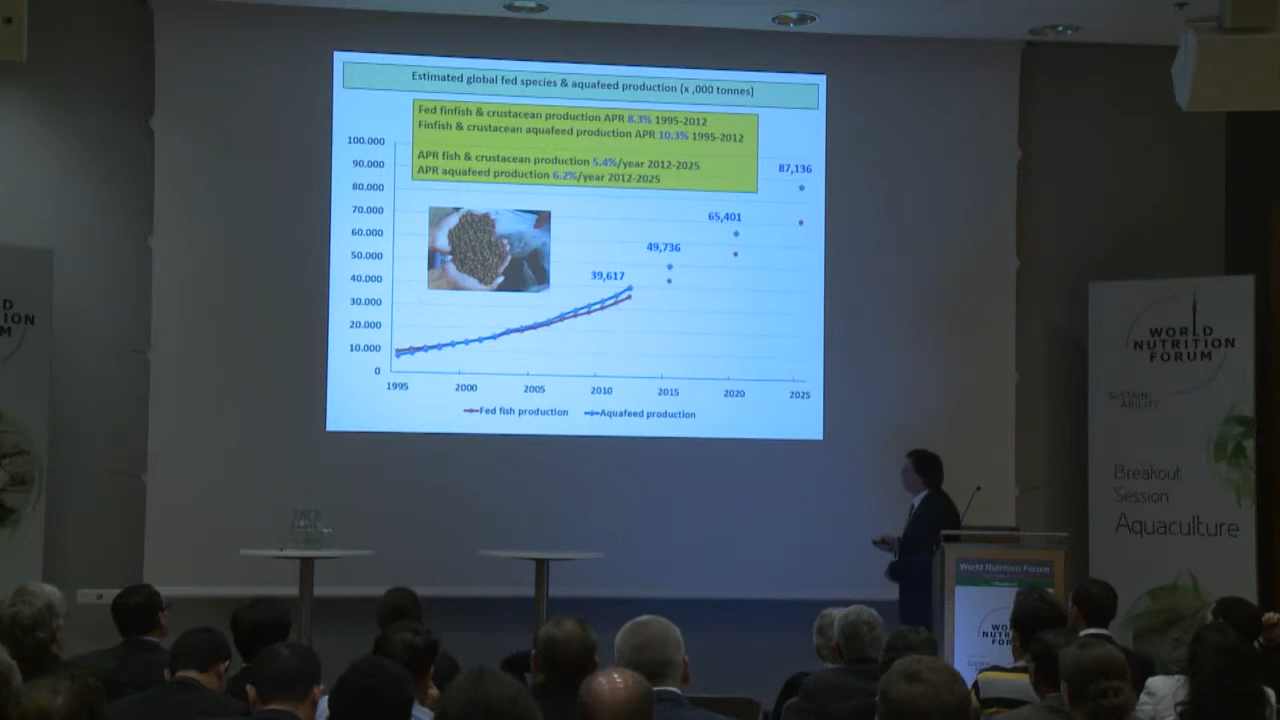 Estimated global fed species & aquafeed production (x ,000 tonnes)
Fed finfish & crustacean production APR 8.3% 1995-2012
Finfish & crustacean aquafeed production APR 10.3% 1995-2012
APR fish & crustacean production 5.4%/year 2012-2025
APR aquafeed production 6.2%/year 2012-2025
100.000
90.000
80.000
70.000
60.000
50.000
40.000
30.000
20.000
10.000
0
87,136
65,401
49,736
39,617
1995
2000
2005
2010
2015
2020
2025
Fed fish production
Aquafeed production
D
ION
M
WORLD
NUTRITION
FORUM
SUSTAIN:
ABILITY
Breakout
Session
Aquaculture
World Nutrition Forum
WO
NUTR
FOR